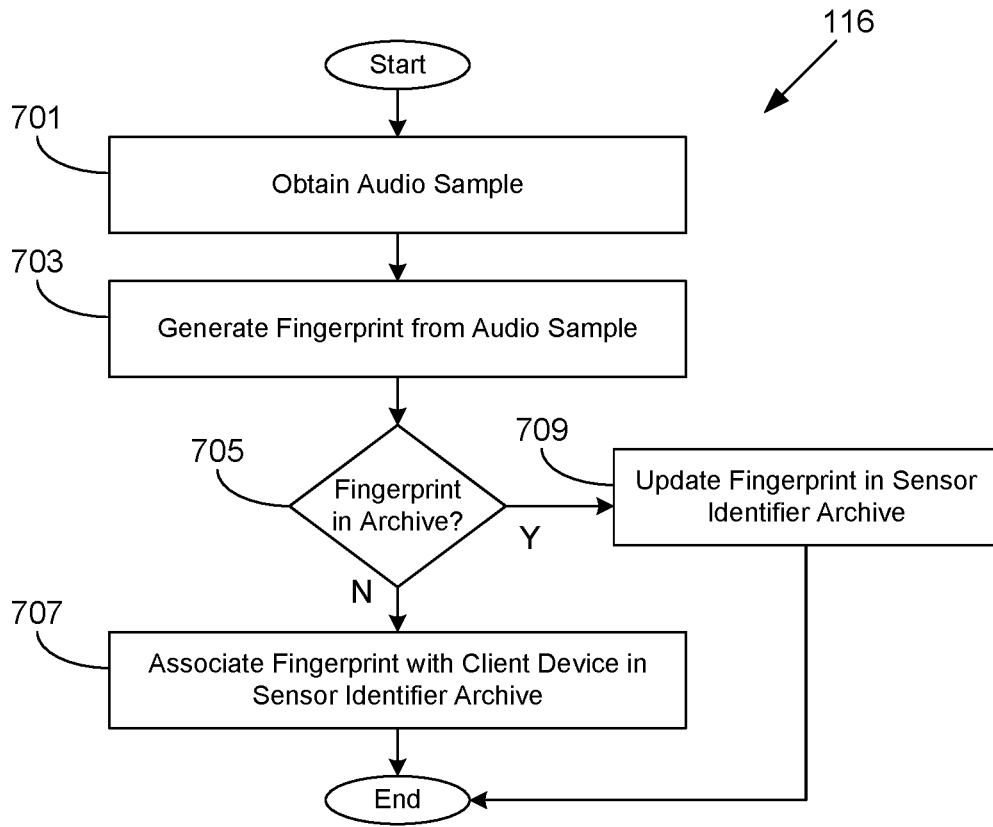 116
Start
701
Obtain Audio Sample
703
Generate Fingerprint from Audio Sample
705
Fingerprint
in Archive?
Y
709
Update Fingerprint in Sensor
Identifier Archive
N
707
Associate Fingerprint with Client Device in
Sensor Identifier Archive
End